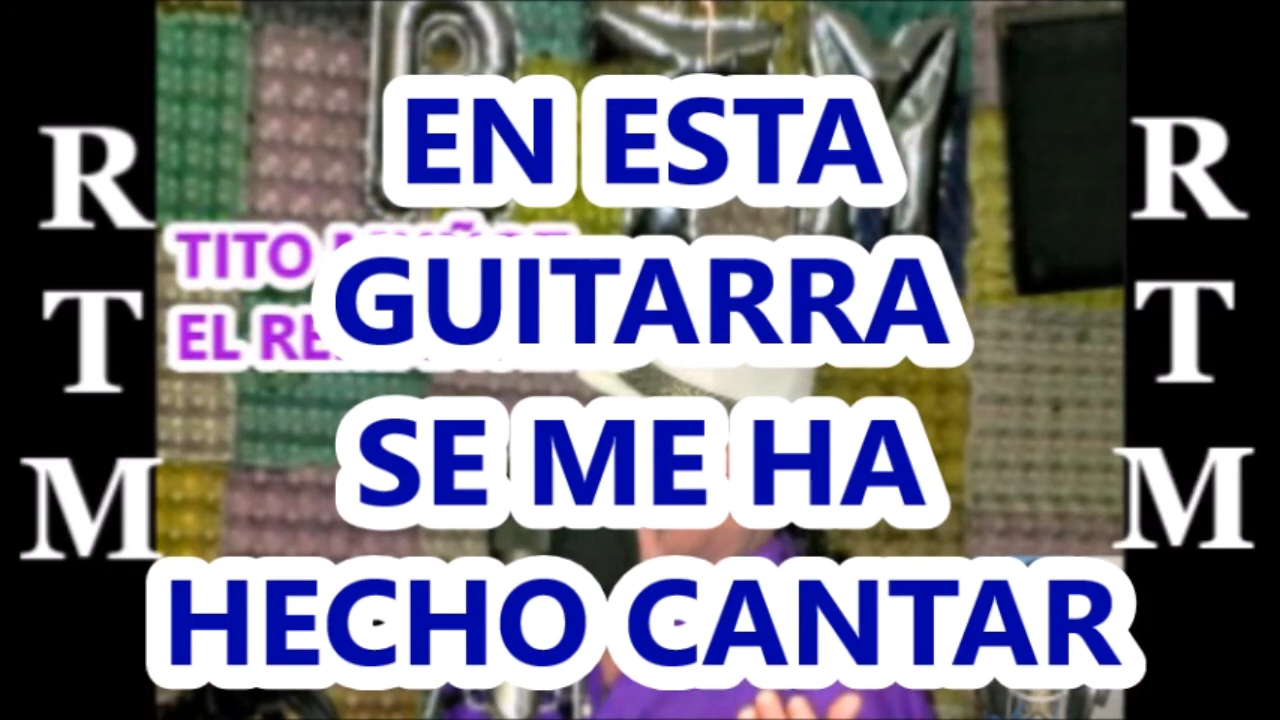 R T M
EN ESTA
TITO
GUITARRA
EL
SE ME HA
HECHO CANTAR
R T M